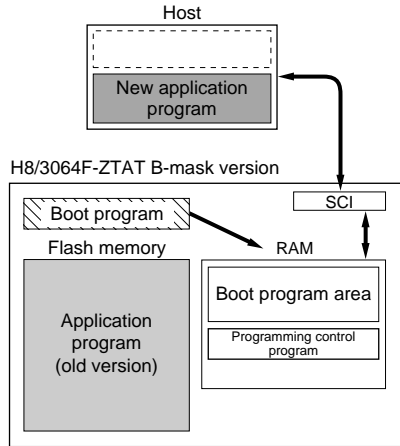 Host
New application
program
H8/3064F-ZTAT B-mask version
SCI
Boot program
Flash memory
RAM
Application
program
(old version)
Boot program area
Programming control
program